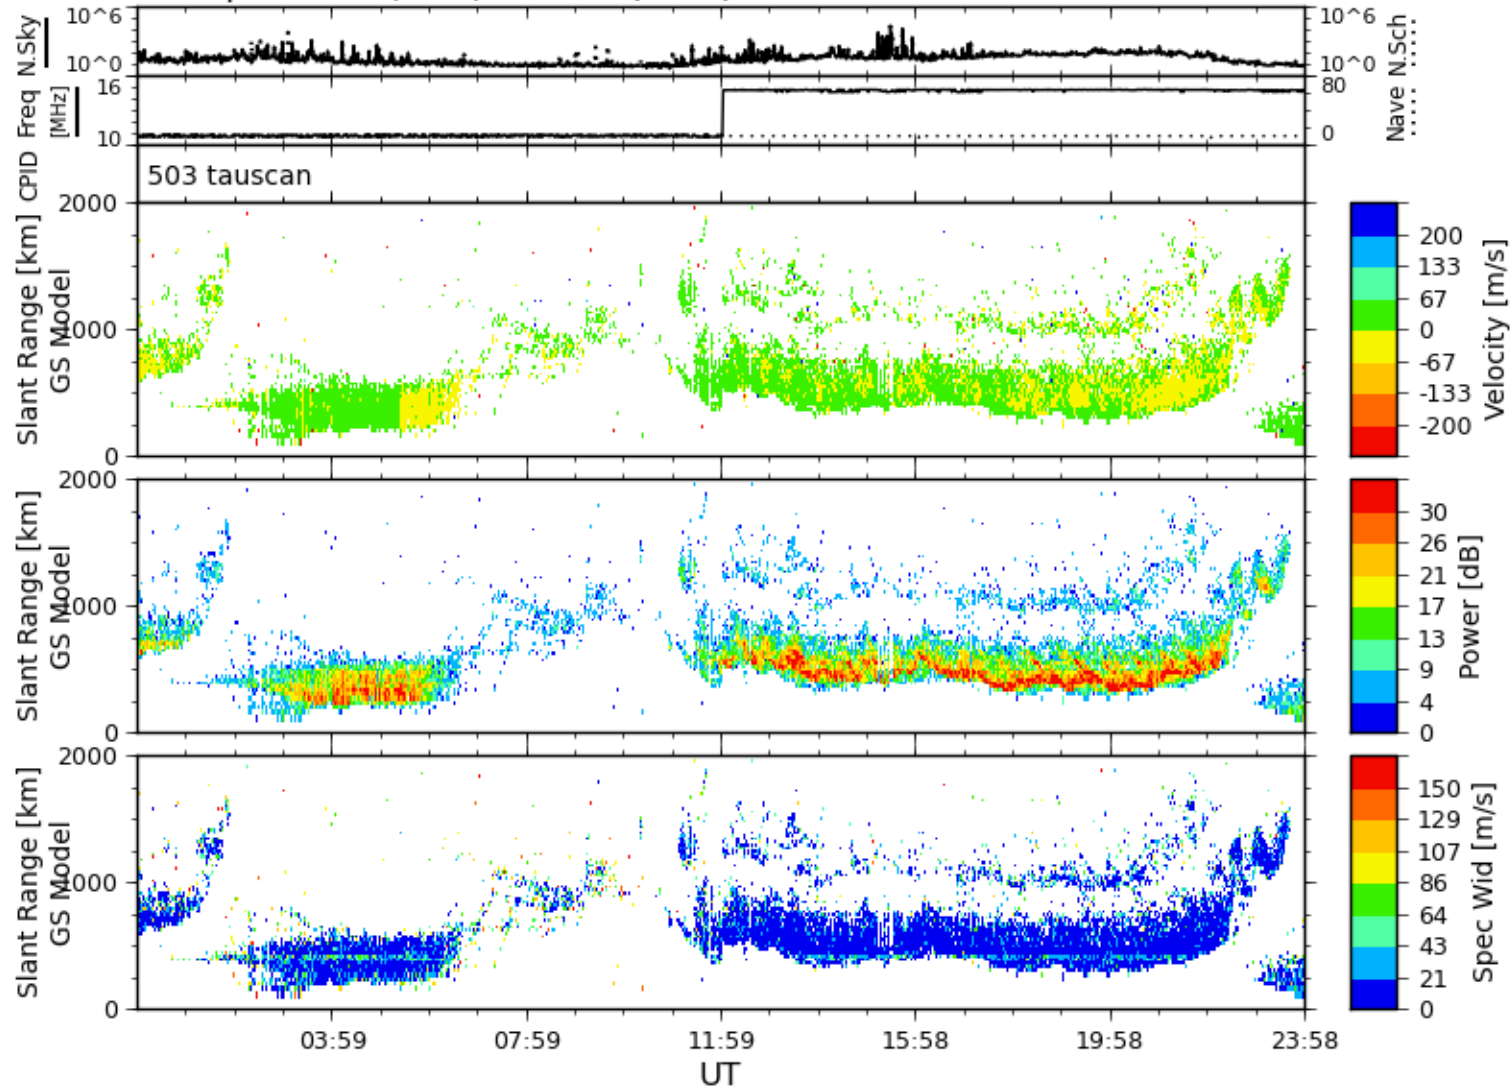 N.Sky
10^6
10^0
10^6
10^0
N.Sch
Freq
[MHz]
16
10
80
0
Nave
CPID
503 tauscan
Slant Range [km]
GS Model
2000
1000
0
200
133
67
0
-67
-133
-200
Velocity [m/s]
Slant Range [km]
GS Model
2000
1000
0
30
26
21
17
13
9
4
0
Power [dB]
Slant Range [km]
GS Model
2000
1000
0
150
129
107
86
64
43
21
0
Spec Wid [m/s]
03:59 07:59 11:59 15:58 19:58 23:58
UT